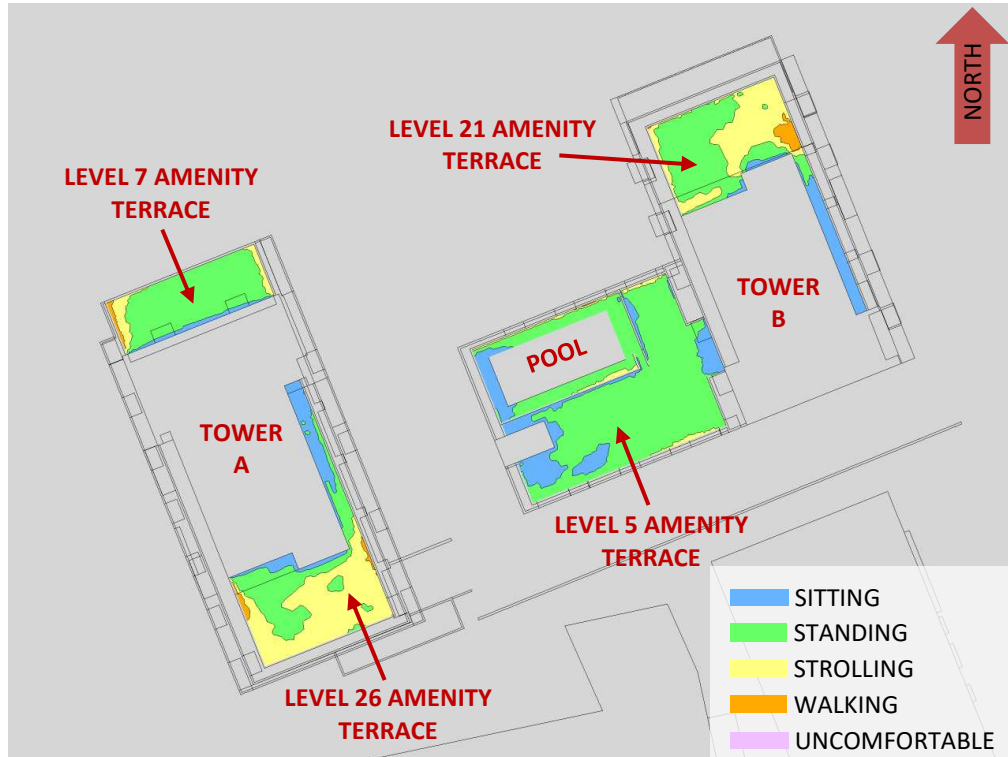 NORTH
LEVEL 21 AMENITY
TERRACE
LEVEL 7 AMENITY
TERRACE
TOWER
B
POOL
TOWER
A
LEVEL 5 AMENITY
TERRACE
LEVEL 26 AMENITY
TERRACE
SITTING
STANDING
STROLLING
WALKING
UNCOMFORTABLE